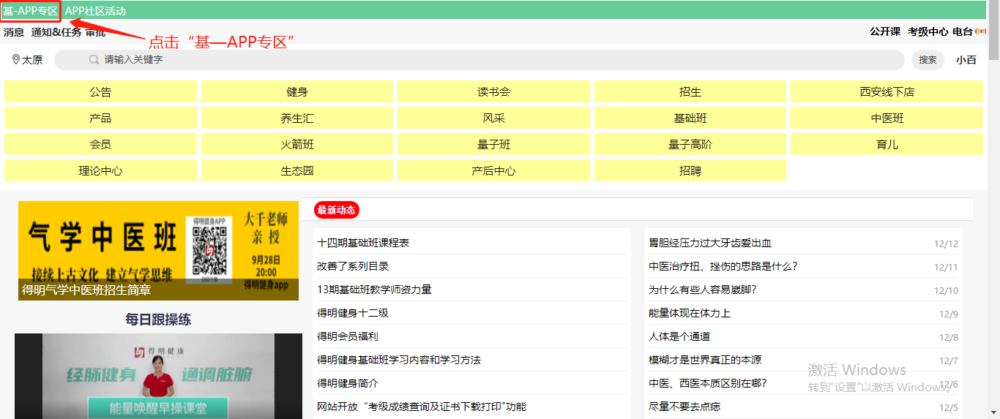 基-APP专区 APP社区活动
消息 通知&任务 审批
公开课 考级中心 电台
点击“基—APP专区”
太原 请输入关键字 搜索 小百
公告 健身 读书会 招生 西安线下店
产品 养生汇 风采 基础班 中医班
会员 火箭班 量子班 量子高阶 育儿
理论中心 生态园 产后中心 招聘
气学中医班
得明健身APP
大千老师
亲授
9月28日
20:00
得明健身app
接续上古文化 建立气学思维
得明气学中医班招生简章
每日跟操练
得明健康
经脉健身 通调脏腑
能量唤醒早操课堂
最新动态
十四期基础班课程表
改善了系列目录
13期基础班教学师资力量
得明健身十二级
得明会员福利
得明健身基础班学习内容和学习方法
得明健身简介
网站开放“考级成绩查询及证书下载打印"功能
胃胆经压力过大牙齿爱出血 12/12
中医治疗扭、挫伤的思路是什么? 12/11
为什么有些人容易崴脚? 12/10
能量体现在体力上 12/9
人体是个通道 12/8
模糊才是世界真正的本源 12/7
中医、西医本质区别在哪? 12/6
尽量不要去点痣 12/5
激活 Windows
转到"设置"以激活 Windows。